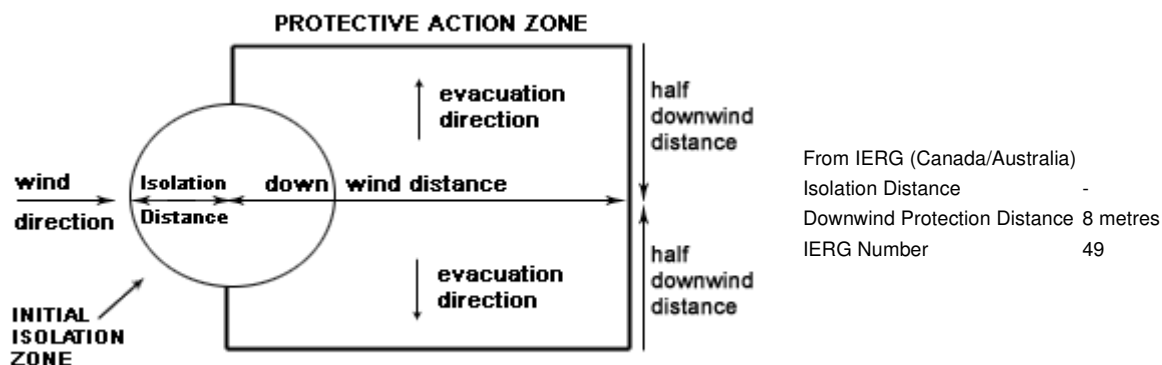 PROTECTIVE ACTION ZONE
evacuation
direction
half
downwind
distance
wind
direction
Isolation
Distance
down wind distance
evacuation
direction
half
downwind
distance
INITIAL
ISOLATION
ZONE
From IERG (Canada/Australia)
Isolation Distance -
Downwind Protection Distance 8 metres
IERG Number 49